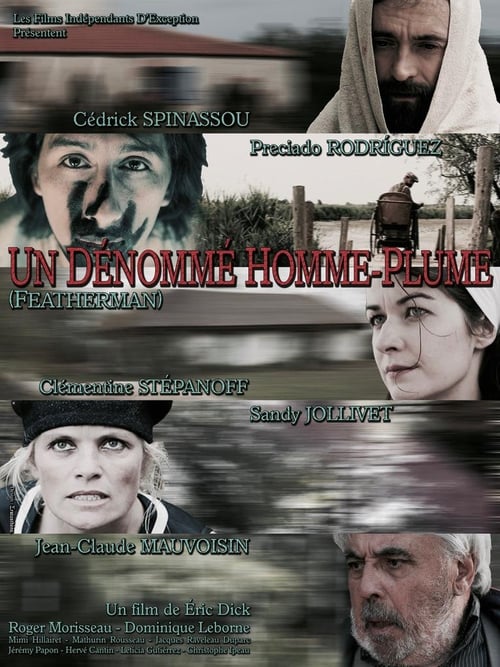 Les Films Indépendants D'Exception
Présentent
Cédrick SPINASSOU
Preciado RODRÍGUEZ
UN DÉNOMMÉ HOMME-PLUME
(FEATHERMAN)
Clémentine STÉPANOFF
Sandy JOLLIVET
Jean-Claude MAUVOISIN
Un film de Éric Dick
Roger Morisseau - Dominique Leborne
Mimi Hillairet - Mathurin Rousseau - Jacques Raveleau Duparc
Jérémy Papon - Hervé Cantin - Leticia Gutiérrez - Christophe Ipeau